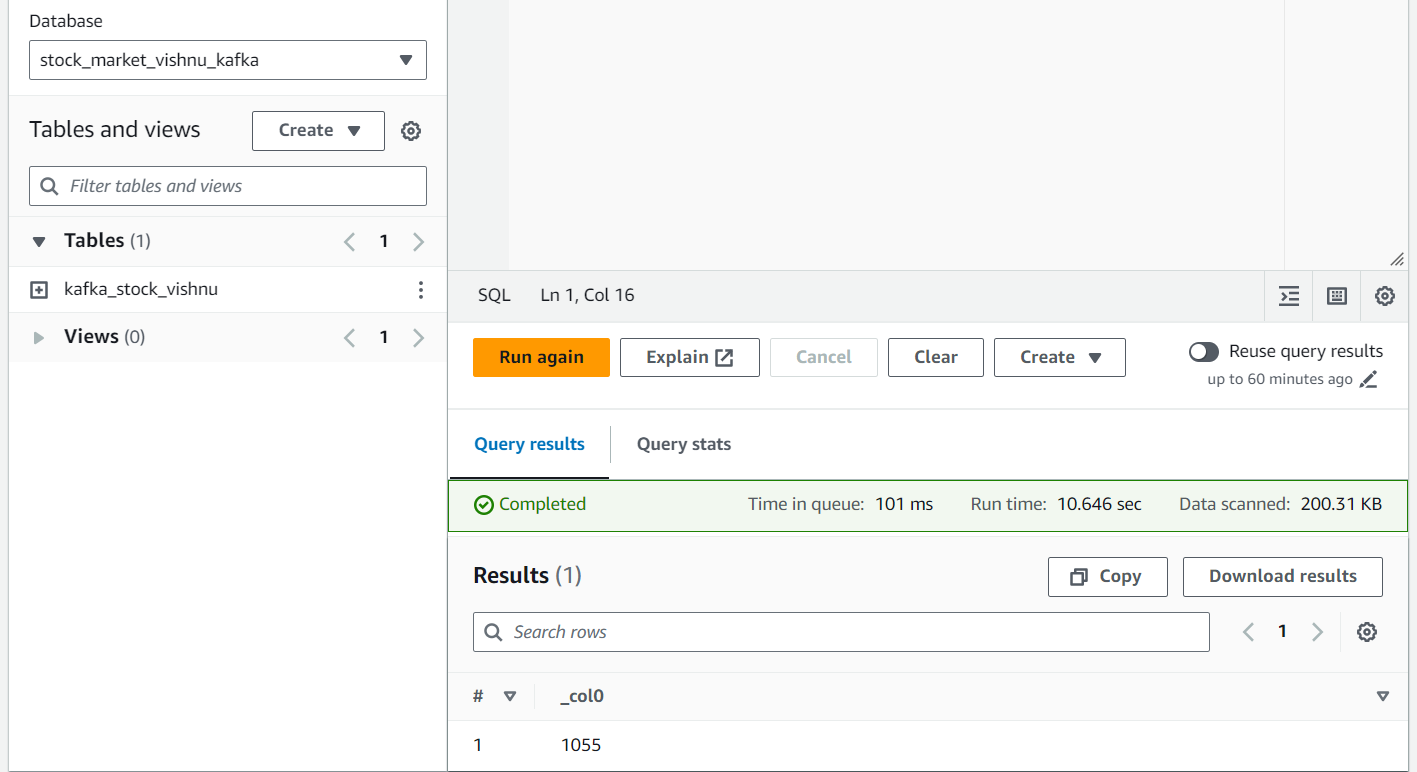 Database
stock_market_vishnu_kafka
Tables and views
Create
Filter tables and views
Tables (1)
1
kafka_stock_vishnu
Views (0)
1
SQL Ln 1, Col 16
Run again Explain Cancel Clear Create
Reuse query results
up to 60 minutes ago
Query results Query stats
Completed Time in queue: 101 ms Run time: 10.646 sec Data scanned: 200.31 KB
Results (1)
Copy Download results
Search rows
1
# _col0
1 1055